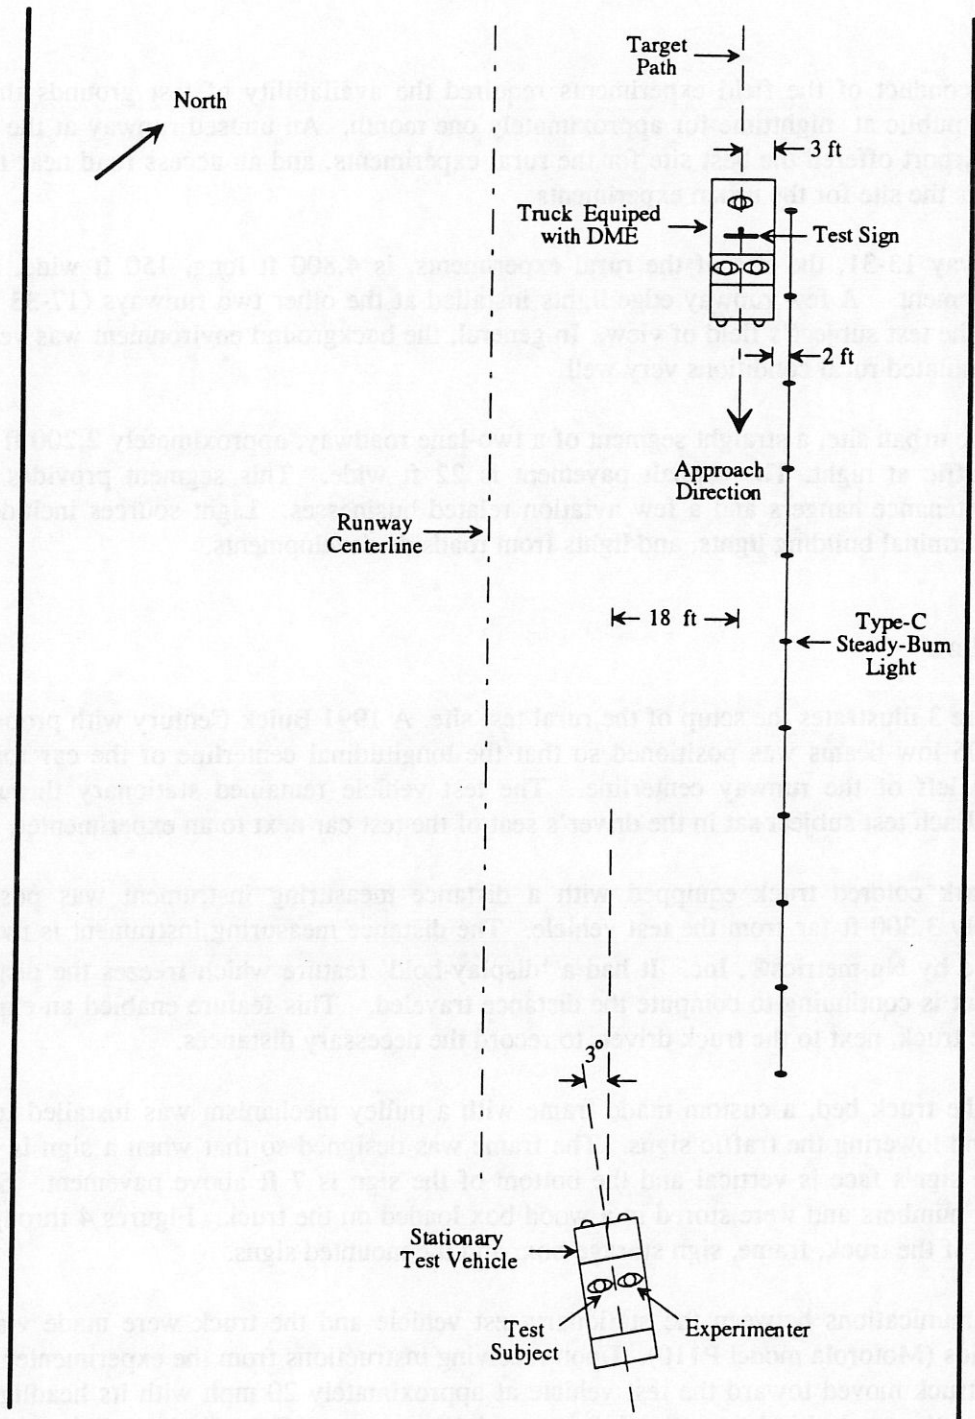 Target
Path
North
3 ft
Truck Equiped
with DME
Test Sign
2 ft
Approach
Direction
Runway
Centerline
18 ft
Type-C
Steady-Burn
Light
3°
Stationary
Test Vehicle
Test
Subject
Experimenter